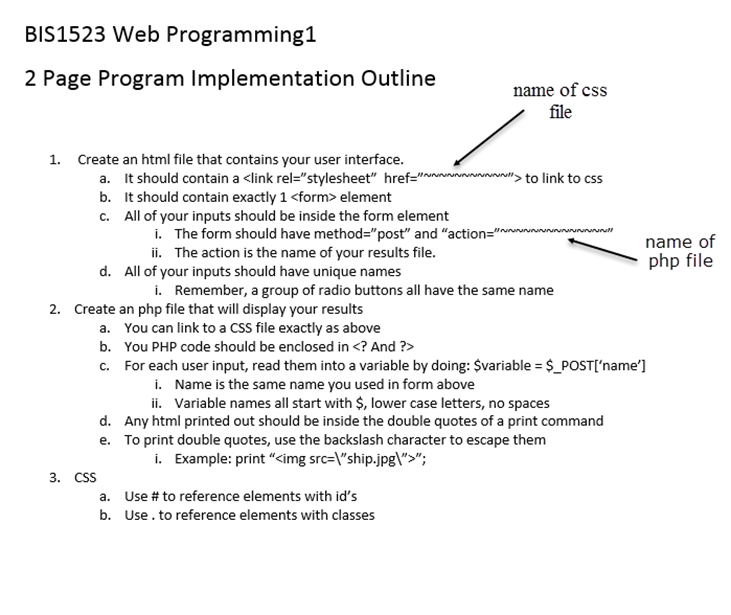 BIS1523 Web Programming1
2 Page Program Implementation Outline
name of css
file
1. Create an html file that contains your user interface.
a. It should contain a <link rel=”stylesheet” href=”~~~~~~~~~~~~”> to link to css
b. It should contain exactly 1 <form> element
c. All of your inputs should be inside the form element
i. The form should have method=”post” and “action=”~~~~~~~~~~~~~~~”
name of
php file
ii. The action is the name of your results file.
d. All of your inputs should have unique names
i. Remember, a group of radio buttons all have the same name
2. Create an php file that will display your results
a. You can link to a CSS file exactly as above
b. You PHP code should be enclosed in <? And ?>
c. For each user input, read them into a variable by doing: $variable = $_POST[‘name’]
i. Name is the same name you used in form above
ii. Variable names all start with $, lower case letters, no spaces
d. Any html printed out should be inside the double quotes of a print command
e. To print double quotes, use the backslash character to escape them
i. Example: print “<img src=\”ship.jpg\”>”;
3. CSS
a. Use # to reference elements with id’s
b. Use . to reference elements with classes